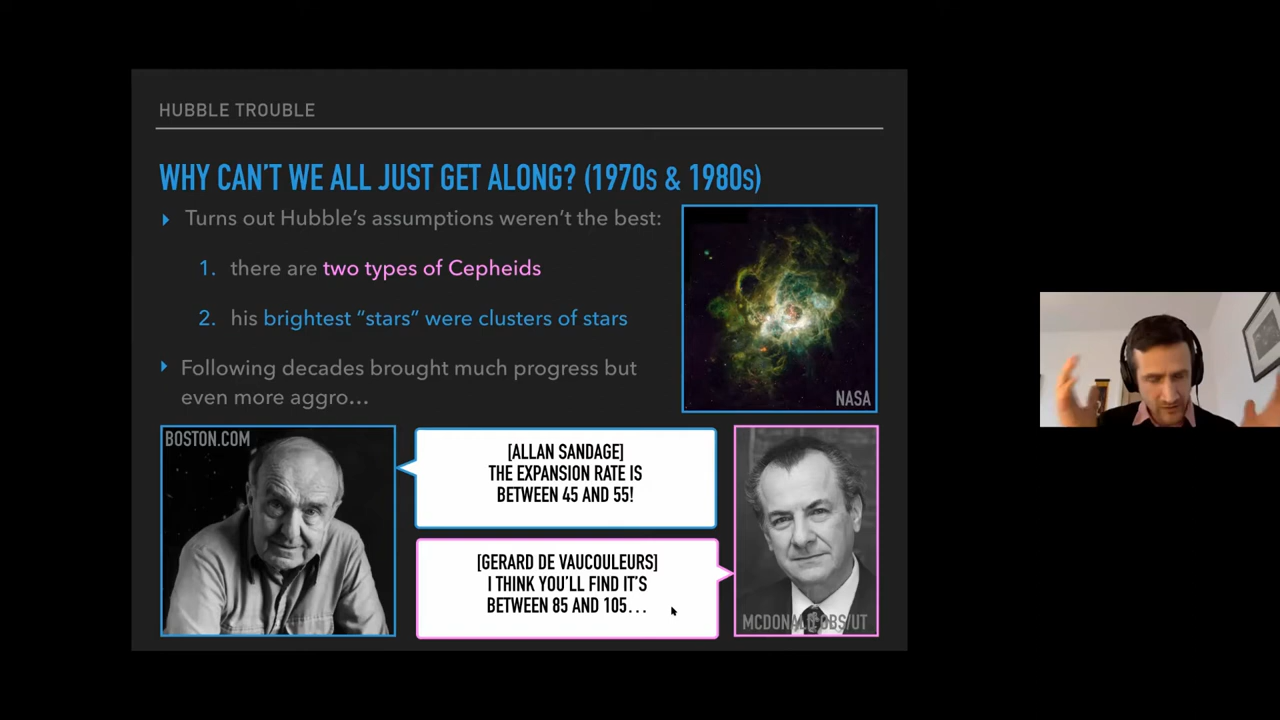 HUBBLE TROUBLE
WHY CAN'T WE ALL JUST GET ALONG? (1970s & 1980s)
Turns out Hubble's assumptions weren't the best:
1. there are two types of Cepheids
2. his brightest “stars” were clusters of stars
Following decades brought much progress but
even more aggro...
NASA
BOSTON.COM
[ALLAN SANDAGE]
THE EXPANSION RATE IS
BETWEEN 45 AND 55!
[GERARD DE VAUCOULEURS]
I THINK YOU'LL FIND IT'S
BETWEEN 85 AND 105...
MCDONALD OBS/UT